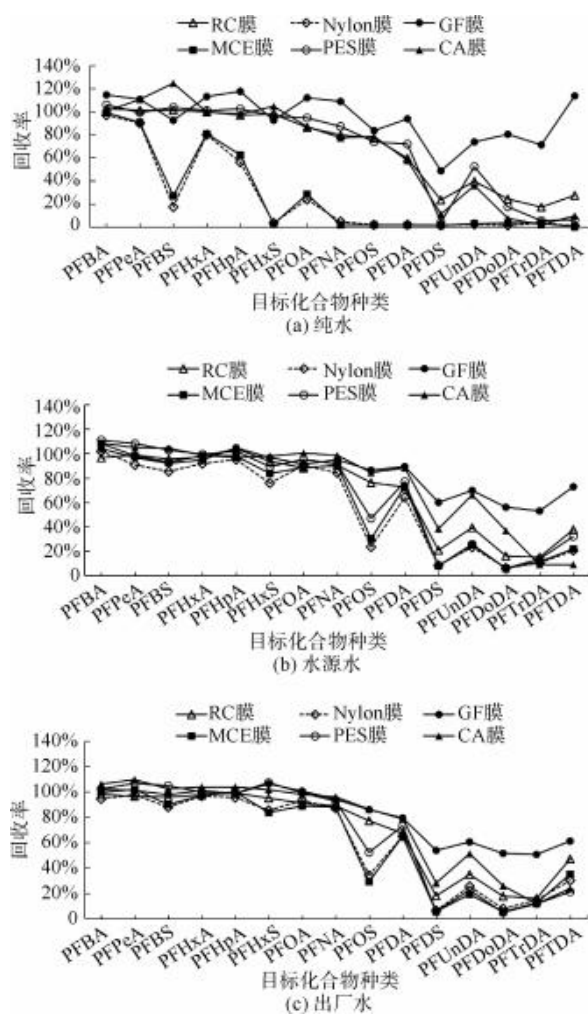 RC膜 Nylon膜 GF膜
MCE膜 PES膜 CA膜
140%
120%
100%
80%
60%
40%
20%
0
回收率
PFBA PFPeA PFBS PFHxA PFHpA PFHxS PFOA PFNA PFOS PFDA PFDS PFUnDA PFDoDA PFTrDA PFTDA
目标化合物种类
(a) 纯水
RC膜 Nylon膜 GF膜
MCE膜 PES膜 CA膜
140%
120%
100%
80%
60%
40%
20%
0
回收率
PFBA PFPeA PFBS PFHxA PFHpA PFHxS PFOA PFNA PFOS PFDA PFDS PFUnDA PFDoDA PFTrDA PFTDA
目标化合物种类
(b) 水源水
RC膜 Nylon膜 GF膜
MCE膜 PES膜 CA膜
140%
120%
100%
80%
60%
40%
20%
0
回收率
PFBA PFPeA PFBS PFHxA PFHpA PFHxS PFOA PFNA PFOS PFDA PFDS PFUnDA PFDoDA PFTrDA PFTDA
目标化合物种类
(c) 出厂水